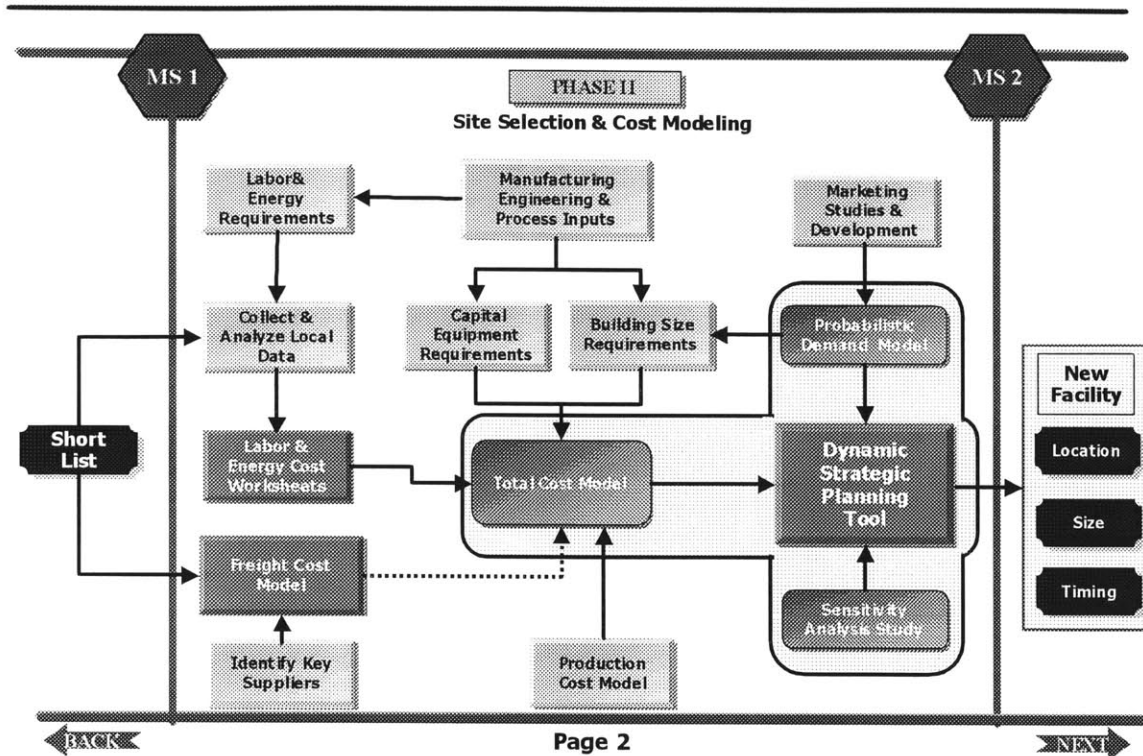 MS 1
MS 2
PHASE II
Site Selection & Cost Modeling
Labor&
Energy
Requirements
Manufacturing
Engineering &
Process Inputs
Marketing
Studies &
Development
Collect &
Analyze Local
Data
Capital
Equipment
Requirements
Building Size
Requirements
Probabilistic
Demand Model
New
Facility
Short
List
Labor &
Energy Cost
Worksheets
Total Cost Model
Dynamic
Strategic
Planning
Tool
Location
Size
Timing
Freight Cost
Model
Sensitivity
Analysis Study
Identify Key
Suppliers
Production
Cost Model
BACK
Page 2
NEXT